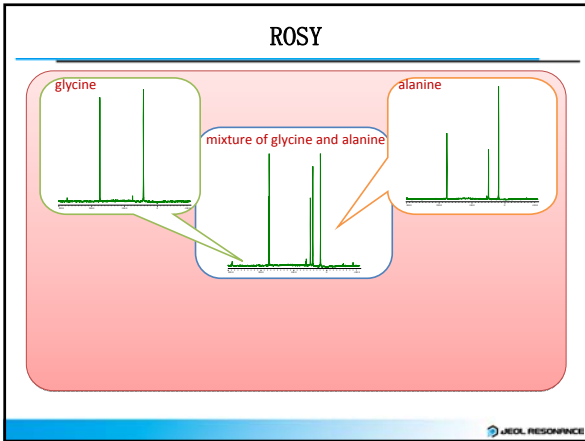 ROSY
glycine
alanine
mixture of glycine and alanine
JEOL RESONANCE